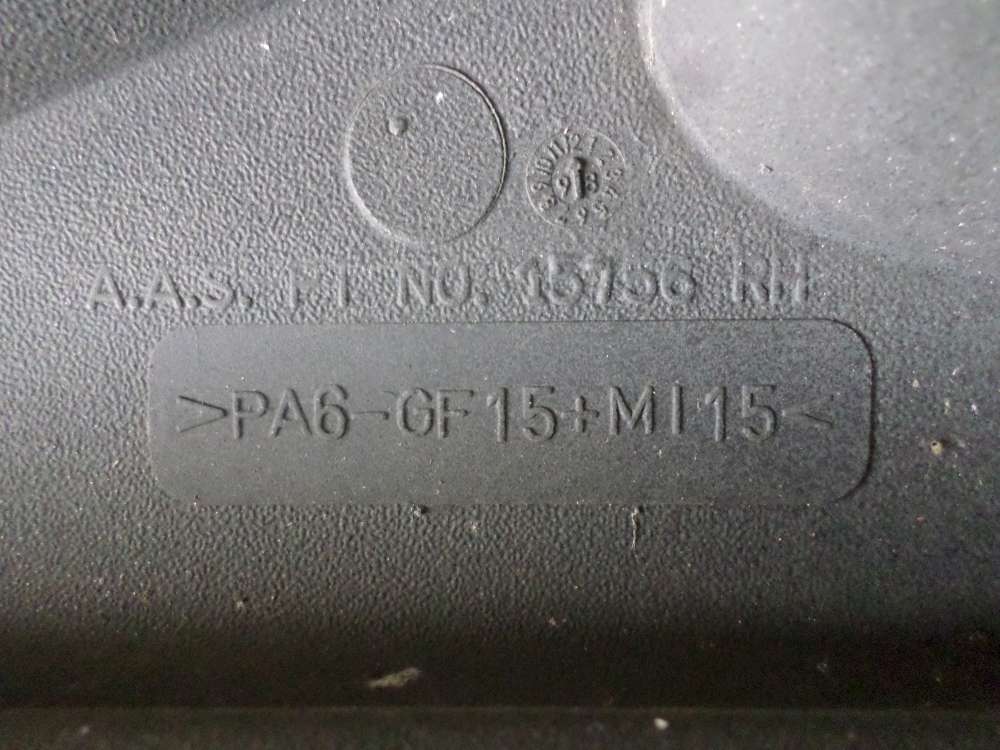 A.A.S. PT NO. 15756 RH
>PA6-GF15+MI15<